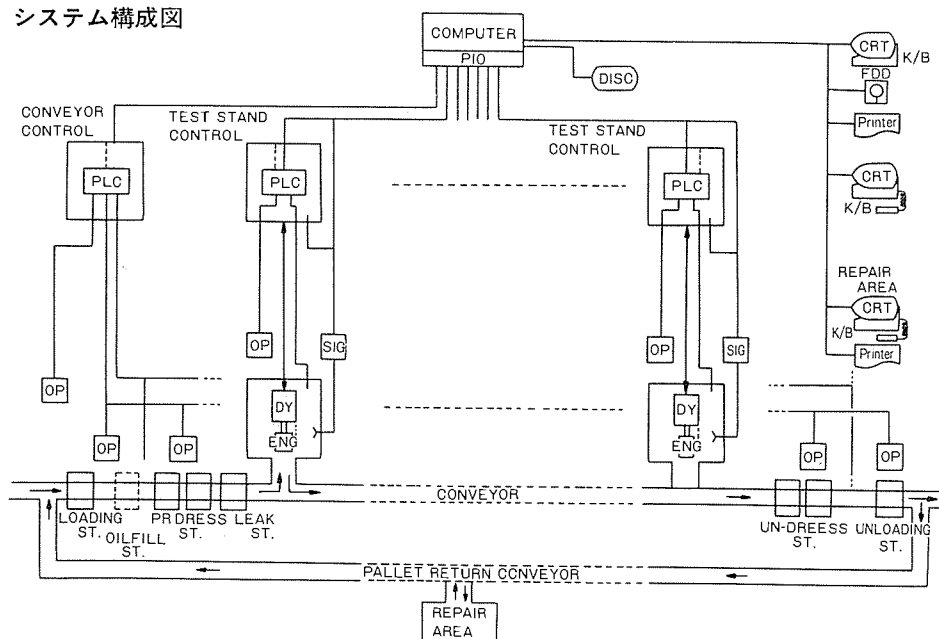 システム構成図
COMPUTER
PIO
DISC
CRT
K/B
FDD
Printer
CRT
K/B
REPAIR
AREA
CRT
K/B
Printer
CONVEYOR
CONTROL
TEST STAND
CONTROL
TEST STAND
CONTROL
PLC
PLC
PLC
OP
SIG
OP
SIG
OP
DY
ENG
DY
ENG
OP
OP
OP
OP
CONVEYOR
LOADING
ST.
OILFILL
ST.
PR DRESS
ST.
LEAK
ST.
UN-DREESS
ST.
UNLOADING
ST.
PALLET RETURN CCNVEYOR
REPAIR
AREA